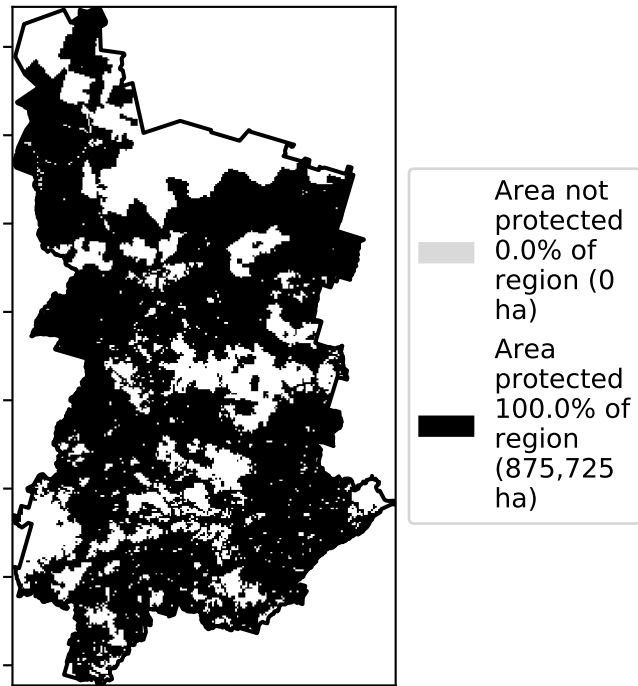 Area not
protected
0.0% of
region (0
ha)
Area
protected
100.0% of
region
(875,725
ha)